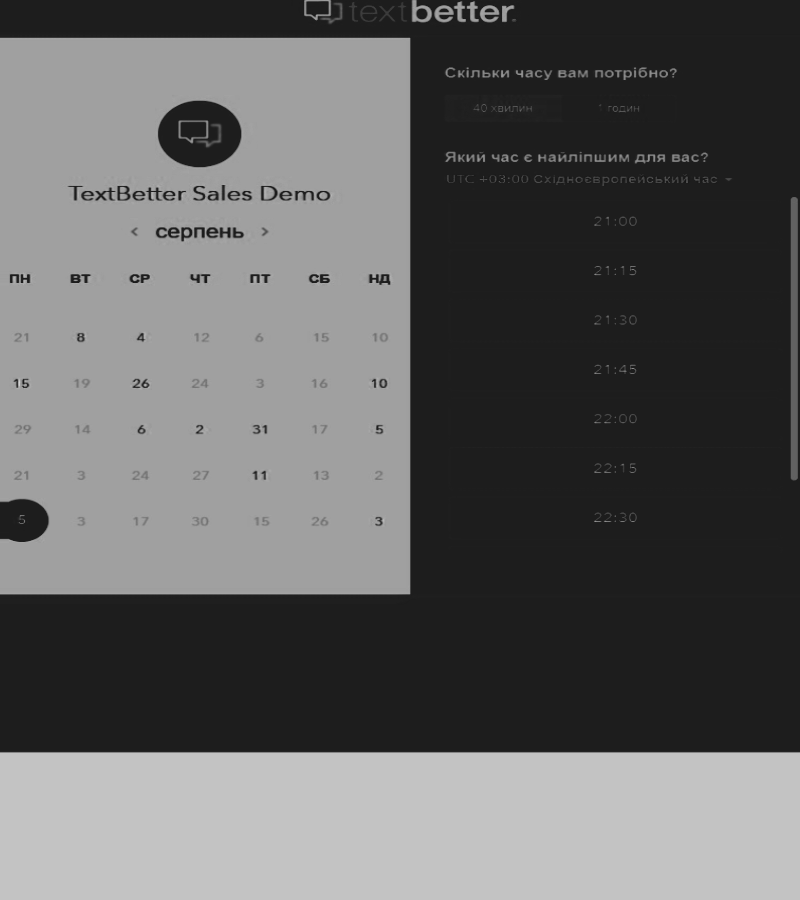 textbetter.
TextBetter Sales Demo
‹ серпень ›
ПН ВТ СР ЧТ ПТ СБ НД
21 8 4 12 6 15 10
15 19 26 24 3 16 10
29 14 6 2 31 17 5
21 3 24 27 11 13 2
5 3 17 30 15 26 3
Скільки часу вам потрібно?
40 хвилин 1 годин
Який час є найліпшим для вас?
UTC +03:00 Східноєвропейський час
21:00
21:15
21:30
21:45
22:00
22:15
22:30